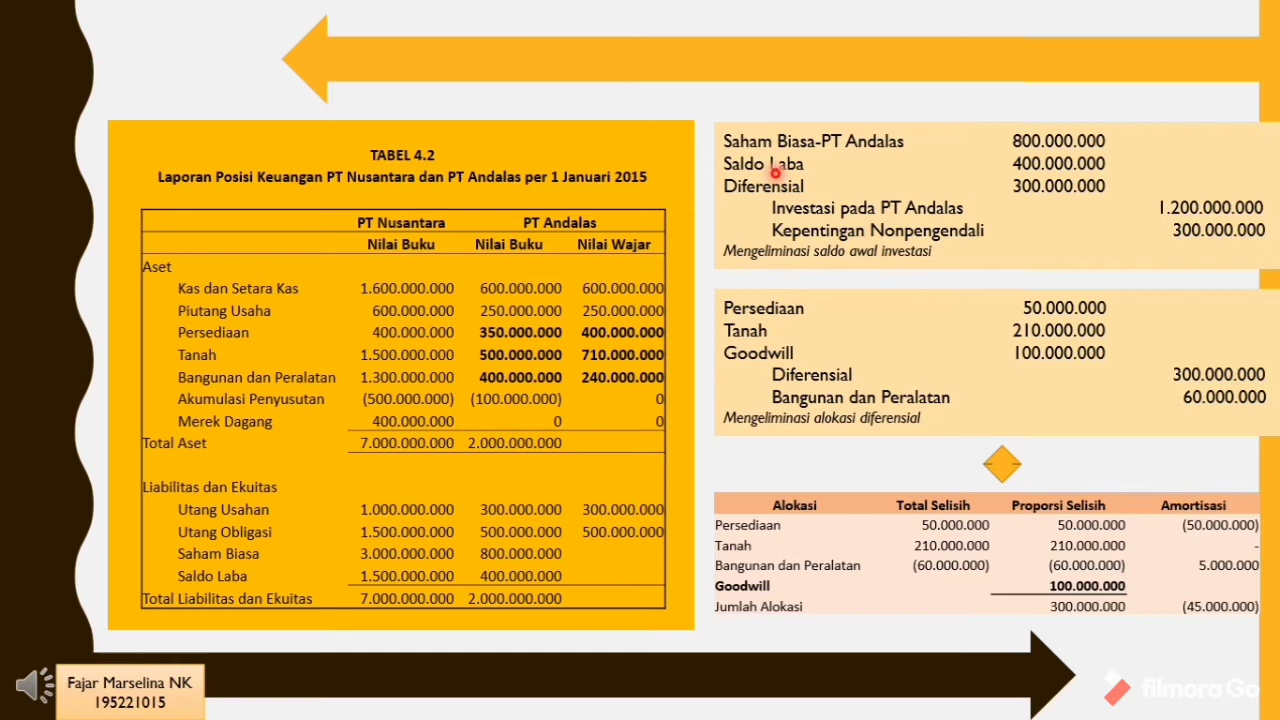 TABEL 4.2
Laporan Posisi Keuangan PT Nusantara dan PT Andalas per 1 Januari 2015
PT Nusantara PT Andalas
Nilai Buku Nilai Buku Nilai Wajar
Aset
Kas dan Setara Kas 1.600.000.000 600.000.000 600.000.000
Piutang Usaha 600.000.000 250.000.000 250.000.000
Persediaan 400.000.000 350.000.000 400.000.000
Tanah 1.500.000.000 500.000.000 710.000.000
Bangunan dan Peralatan 1.300.000.000 400.000.000 240.000.000
Akumulasi Penyusutan (500.000.000) (100.000.000) 0
Merek Dagang 400.000.000 0 0
Total Aset 7.000.000.000 2.000.000.000
Liabilitas dan Ekuitas
Utang Usahan 1.000.000.000 300.000.000 300.000.000
Utang Obligasi 1.500.000.000 500.000.000 500.000.000
Saham Biasa 3.000.000.000 800.000.000
Saldo Laba 1.500.000.000 400.000.000
Total Liabilitas dan Ekuitas 7.000.000.000 2.000.000.000
Saham Biasa-PT Andalas 800.000.000
Saldo Laba 400.000.000
Diferensial 300.000.000
Investasi pada PT Andalas 1.200.000.000
Kepentingan Nonpengendali 300.000.000
Mengeliminasi saldo awal investasi
Persediaan 50.000.000
Tanah 210.000.000
Goodwill 100.000.000
Diferensial 300.000.000
Bangunan dan Peralatan 60.000.000
Mengeliminasi alokasi diferensial
Alokasi Total Selisih Proporsi Selisih Amortisasi
Persediaan 50.000.000 50.000.000 (50.000.000)
Tanah 210.000.000 210.000.000 -
Bangunan dan Peralatan (60.000.000) (60.000.000) 5.000.000
Goodwill 100.000.000
Jumlah Alokasi 300.000.000 (45.000.000)
Fajar Marselina NK
195221015
filmoraGo